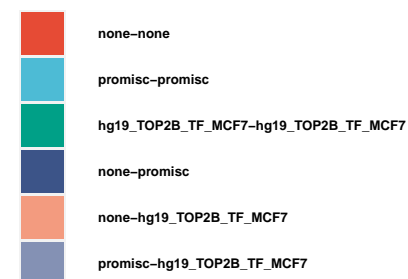 none–none
promisc–promisc
hg19_TOP2B_TF_MCF7–hg19_TOP2B_TF_MCF7
none–promisc
none–hg19_TOP2B_TF_MCF7
promisc–hg19_TOP2B_TF_MCF7